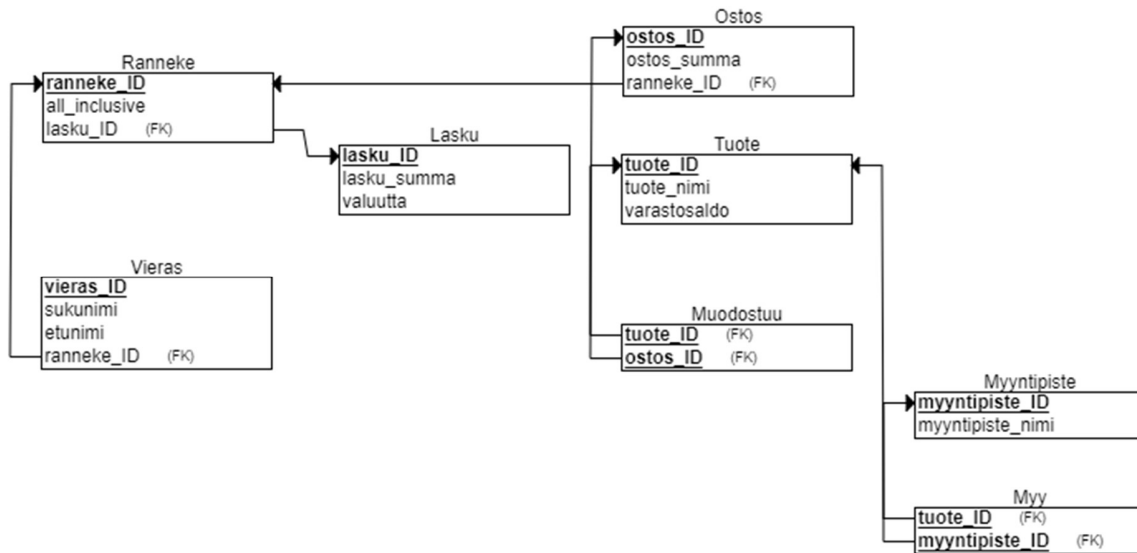 Ranneke
ranneke_ID
all_inclusive
lasku_ID (FK)
Lasku
lasku_ID
lasku_summa
valuutta
Vieras
vieras_ID
sukunimi
etunimi
ranneke_ID (FK)
Ostos
ostos_ID
ostos_summa
ranneke_ID (FK)
Tuote
tuote_ID
tuote_nimi
varastosaldo
Muodostuu
tuote_ID (FK)
ostos_ID (FK)
Myyntipiste
myyntipiste_ID
myyntipiste_nimi
Myy
tuote_ID (FK)
myyntipiste_ID (FK)